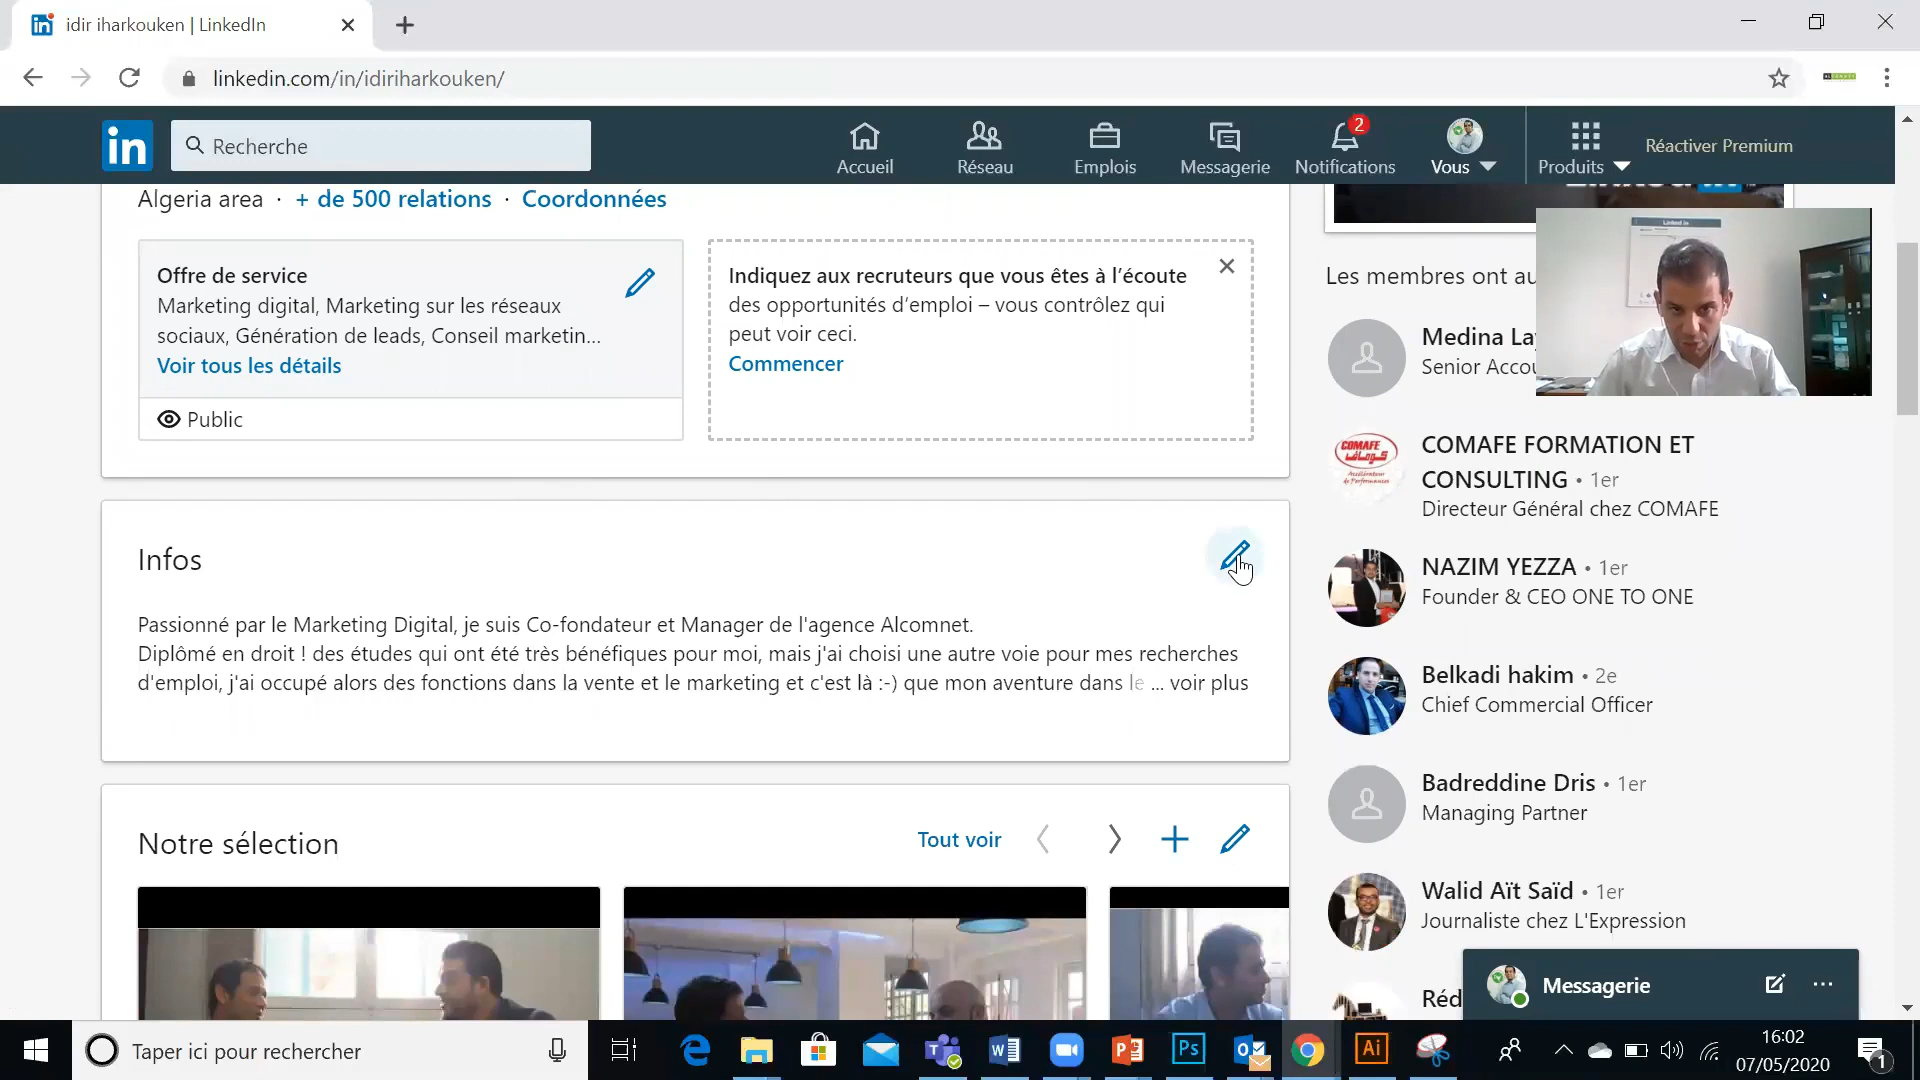 idir iharkouken | LinkedIn
linkedin.com/in/idiriharkouken/
in
Recherche
Accueil
Réseau
Emplois
Messagerie
2
Notifications
Vous
Produits
Réactiver Premium
Algeria area · + de 500 relations · Coordonnées
Offre de service
Marketing digital, Marketing sur les réseaux
sociaux, Génération de leads, Conseil marketin...
Voir tous les détails
Public
Indiquez aux recruteurs que vous êtes à l'écoute
des opportunités d'emploi – vous contrôlez qui
peut voir ceci.
Commencer
Infos
Passionné par le Marketing Digital, je suis Co-fondateur et Manager de l'agence Alcomnet.
Diplômé en droit ! des études qui ont été très bénéfiques pour moi, mais j'ai choisi une autre voie pour mes recherches
d'emploi, j'ai occupé alors des fonctions dans la vente et le marketing et c'est là :-) que mon aventure dans le ... voir plus
Notre sélection
Tout voir
Linked in
Les membres ont au
Medina La
Senior Accou
COMAFE
COMAFE FORMATION ET
CONSULTING • 1er
Directeur Général chez COMAFE
NAZIM YEZZA • 1er
Founder & CEO ONE TO ONE
Belkadi hakim • 2e
Chief Commercial Officer
Badreddine Dris • 1er
Managing Partner
Walid Aït Saïd • 1er
Journaliste chez L'Expression
Réd
Messagerie
Taper ici pour rechercher
Ps
Ai
16:02
07/05/2020
1